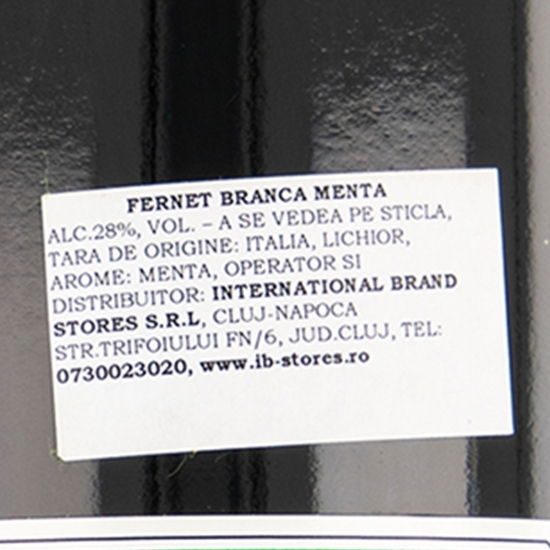 FERNET BRANCA MENTA
ALC.28%, VOL. – A SE VEDEA PE STICLA,
TARA DE ORIGINE: ITALIA, LICHIOR,
AROME: MENTA, OPERATOR SI
DISTRIBUITOR: INTERNATIONAL BRAND
STORES S.R.L, CLUJ-NAPOCA
STR.TRIFOIULUI FN/6, JUD.CLUJ, TEL:
0730023020, www.ib-stores.ro